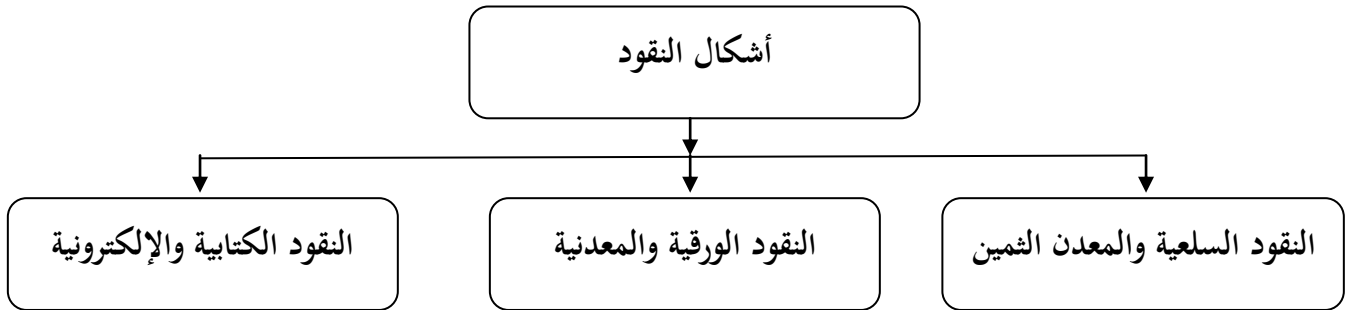 أشكال النقود
النقود السلعية والمعدن الثمين
النقود الورقية والمعدنية
النقود الكتابية والإلكترونية